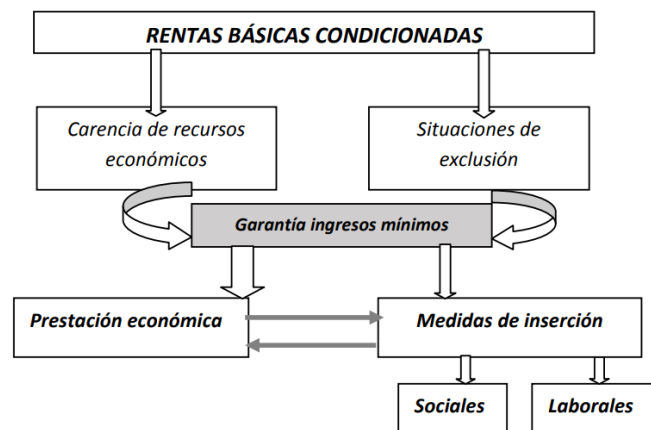 RENTAS BÁSICAS CONDICIONADAS
Carencia de recursos
económicos
Situaciones de
exclusión
Garantía ingresos mínimos
Prestación económica
Medidas de inserción
Sociales
Laborales